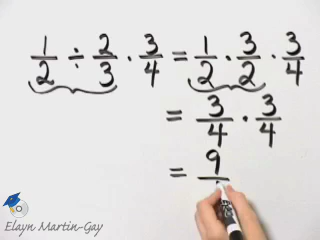 1/2 ÷ 2/3 · 3/4 = 1/2 · 3/2 · 3/4
= 3/4 · 3/4
= 9/
Elayn Martin-Gay